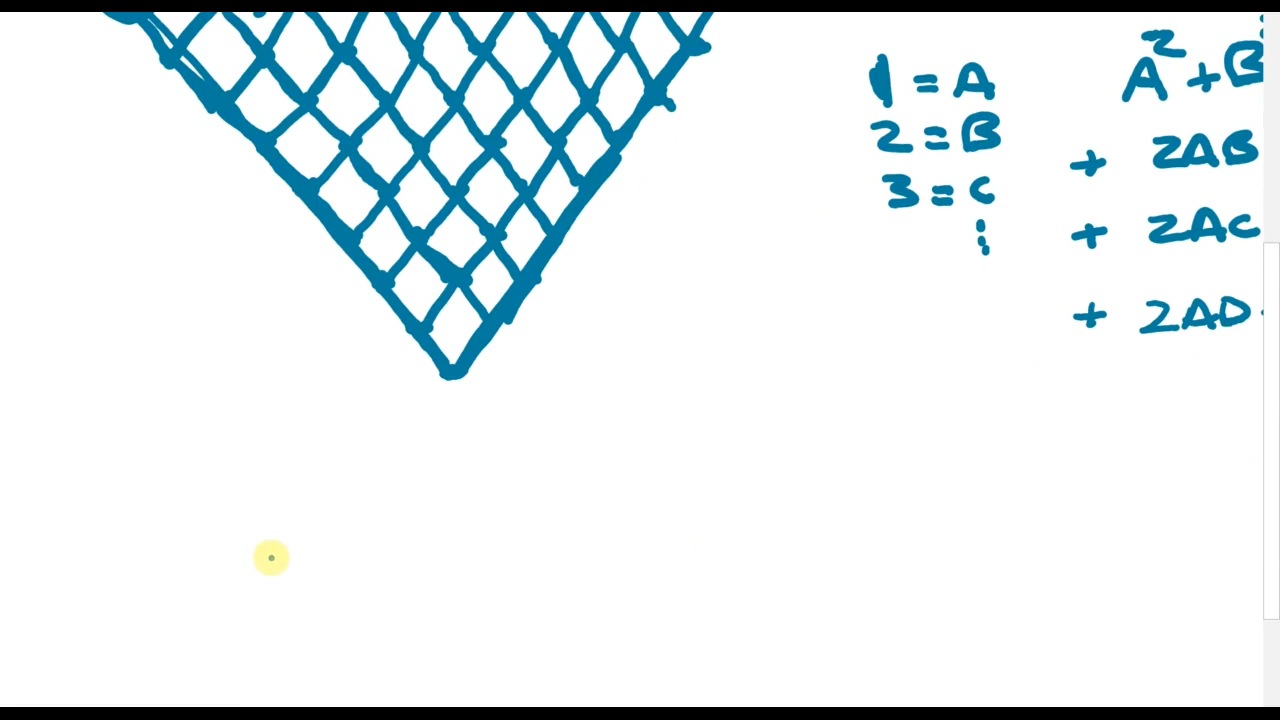 1 = A
2 = B
3 = C
⋮
A² + B
+ 2AB
+ 2AC
+ 2AD